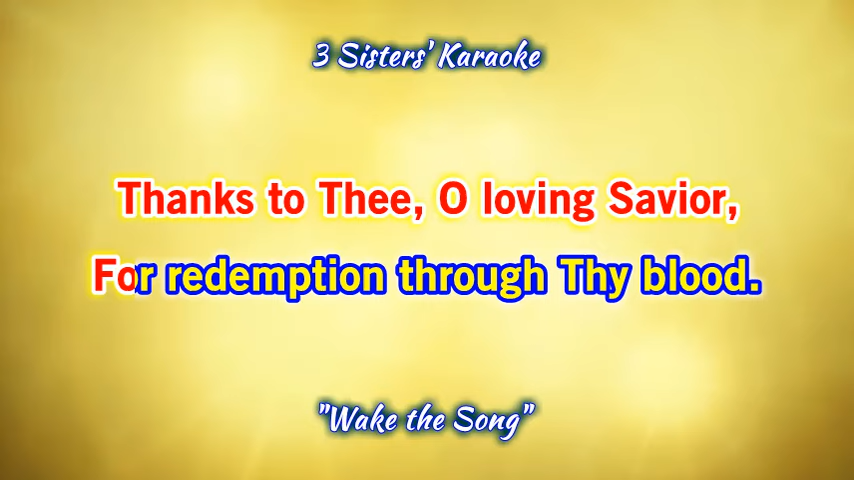 3 Sisters' Karaoke
Thanks to Thee, O loving Savior,
For redemption through Thy blood.
"Wake the Song"